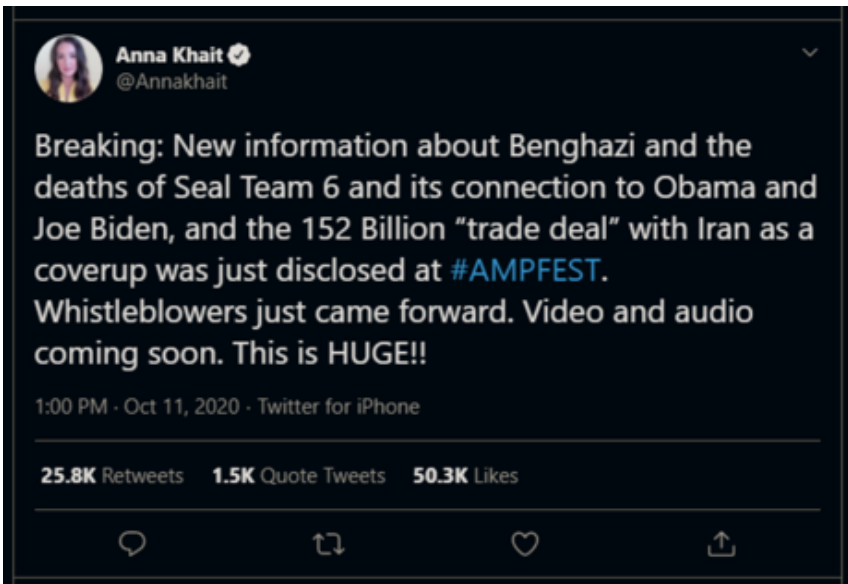 Anna Khait
@Annakhait
Breaking: New information about Benghazi and the
deaths of Seal Team 6 and its connection to Obama and
Joe Biden, and the 152 Billion “trade deal” with Iran as a
coverup was just disclosed at #AMPFEST.
Whistleblowers just came forward. Video and audio
coming soon. This is HUGE!!
1:00 PM · Oct 11, 2020 · Twitter for iPhone
25.8K Retweets 1.5K Quote Tweets 50.3K Likes